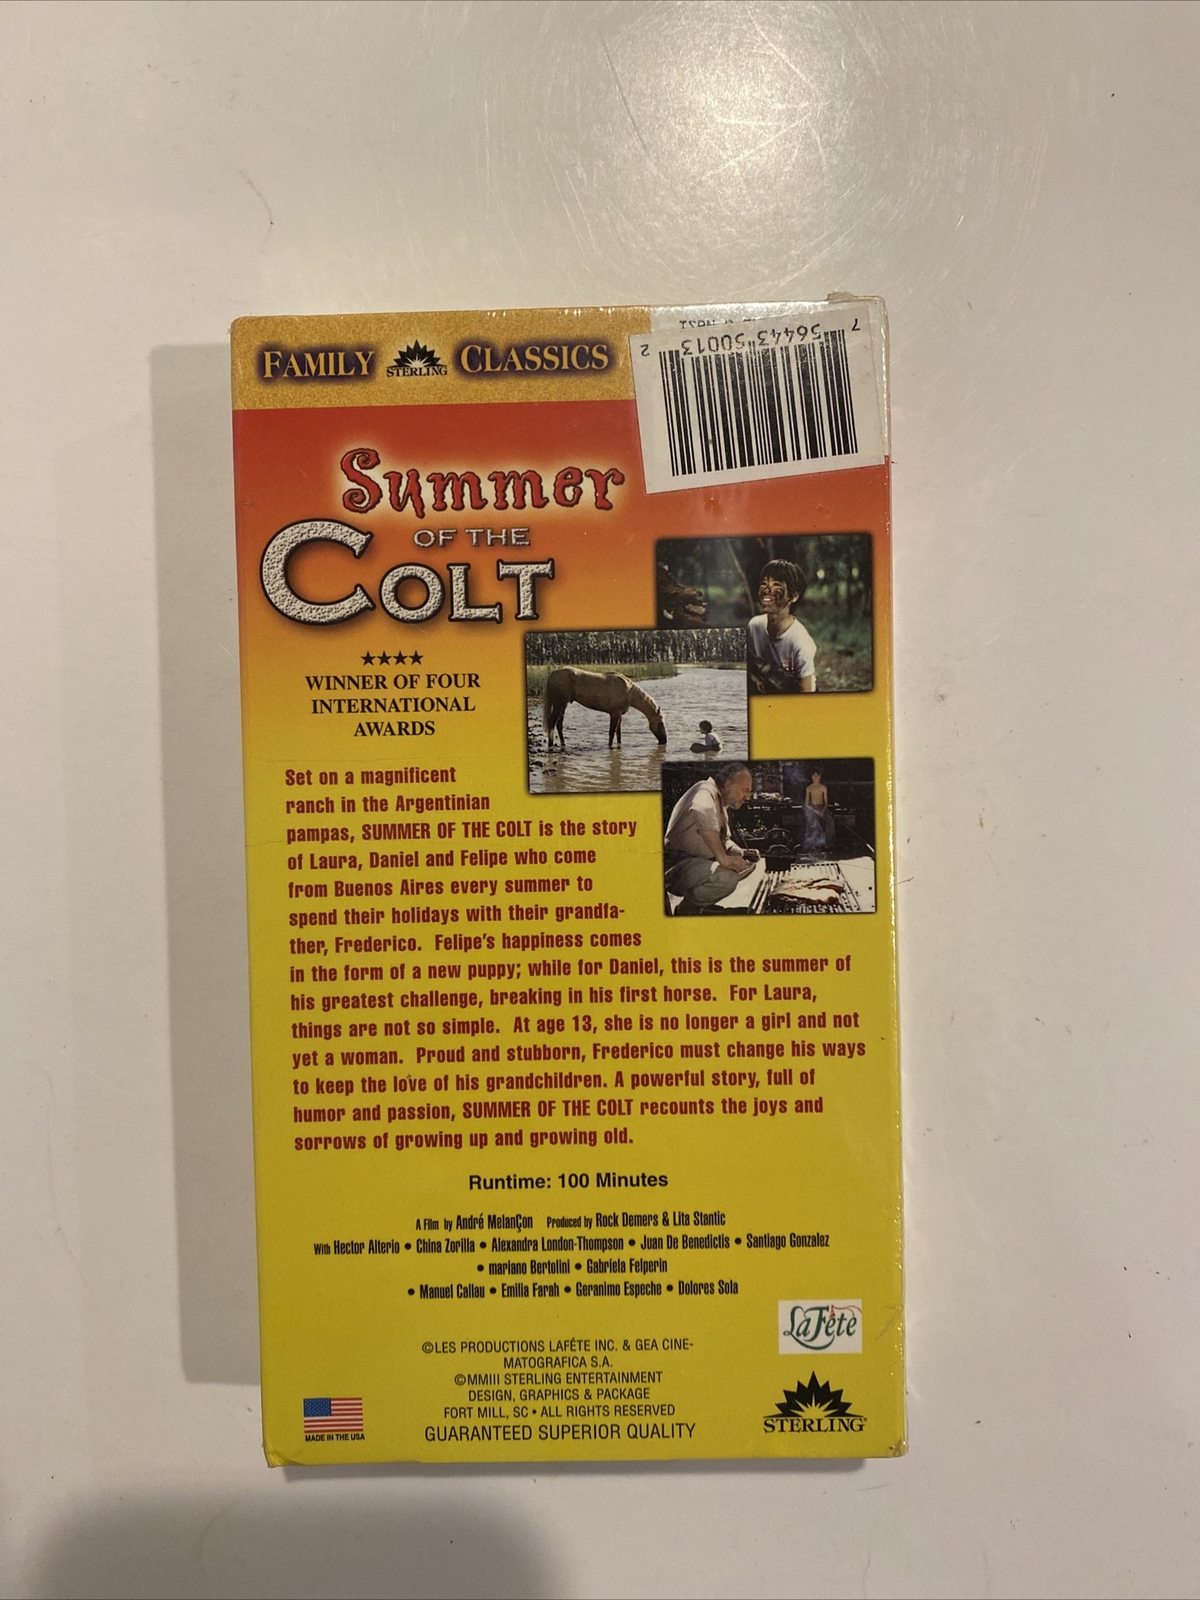 FAMILY STERLING CLASSICS
7 56443 50013 2
Summer
OF THE
COLT
★★★★
WINNER OF FOUR
INTERNATIONAL
AWARDS
Set on a magnificent
ranch in the Argentinian
pampas, SUMMER OF THE COLT is the story
of Laura, Daniel and Felipe who come
from Buenos Aires every summer to
spend their holidays with their grandfa-
ther, Frederico. Felipe's happiness comes
in the form of a new puppy; while for Daniel, this is the summer of
his greatest challenge, breaking in his first horse. For Laura,
things are not so simple. At age 13, she is no longer a girl and not
yet a woman. Proud and stubborn, Frederico must change his ways
to keep the love of his grandchildren. A powerful story, full of
humor and passion, SUMMER OF THE COLT recounts the joys and
sorrows of growing up and growing old.
Runtime: 100 Minutes
A Film by André MelanÇon Produced by Rock Demers & Lita Stantic
With Hector Alterio • China Zorilla • Alexandra London-Thompson • Juan De Benedictis • Santiago Gonzalez
• mariano Bertolini • Gabriela Felperin
• Manuel Callau • Emilia Farah • Geranimo Espeche • Dolores Sola
La Fête
©LES PRODUCTIONS LAFÉTE INC. & GEA CINE-
MATOGRAFICA S.A.
©MMIII STERLING ENTERTAINMENT
DESIGN, GRAPHICS & PACKAGE
FORT MILL, SC • ALL RIGHTS RESERVED
GUARANTEED SUPERIOR QUALITY
MADE IN THE USA
STERLING